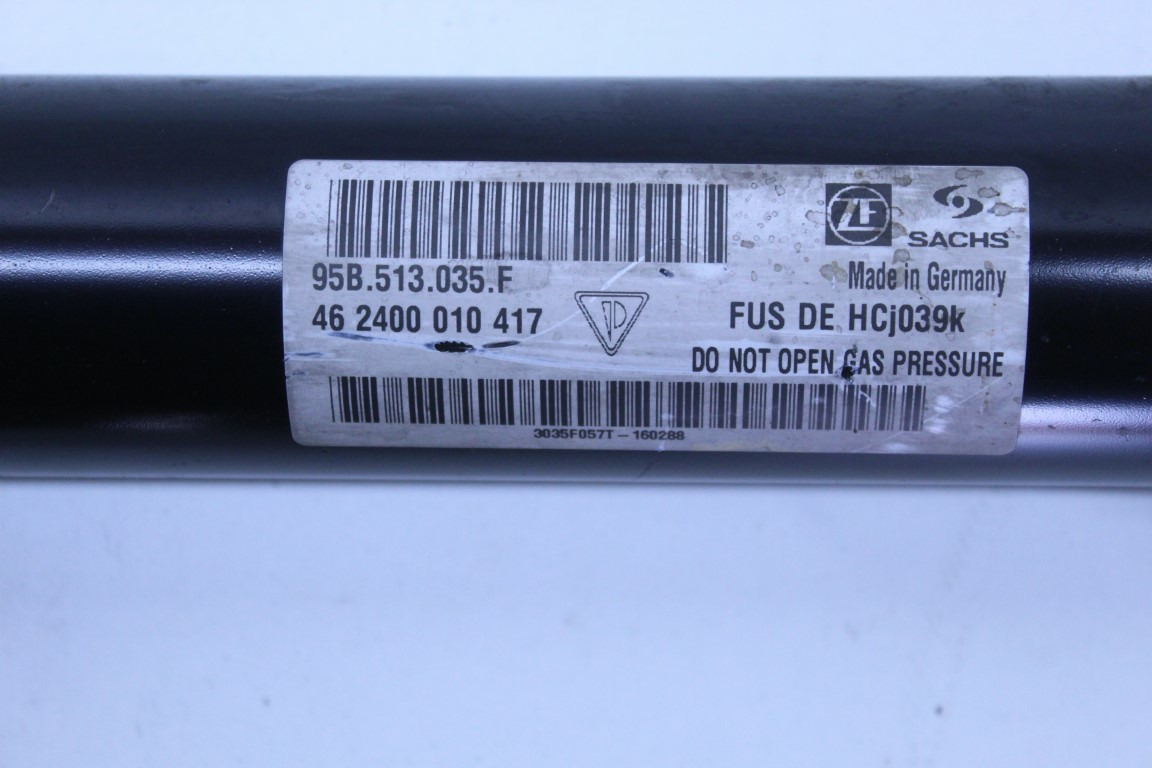 ZF
SACHS
95B.513.035.F
Made in Germany
46 2400 010 417
FUS DE HCj039k
DO NOT OPEN GAS PRESSURE
3035F057T-160288